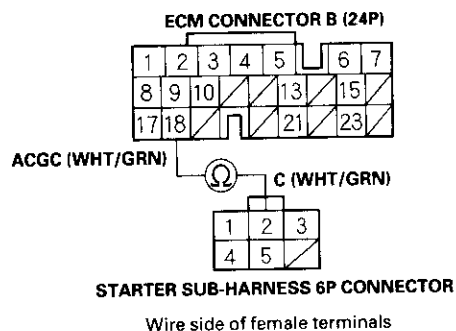 ECM CONNECTOR B (24P)
1 2 3 4 5 6 7
8 9 10 13 15
17 18 21 23
ACGC (WHT/GRN)
Ω
C (WHT/GRN)
1 2 3
4 5
STARTER SUB-HARNESS 6P CONNECTOR
Wire side of female terminals